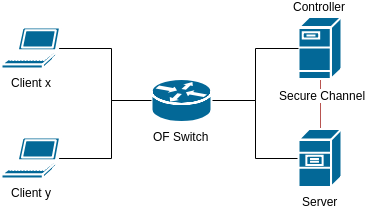 Controller
Client x
Secure Channel
OF Switch
Client y
Server